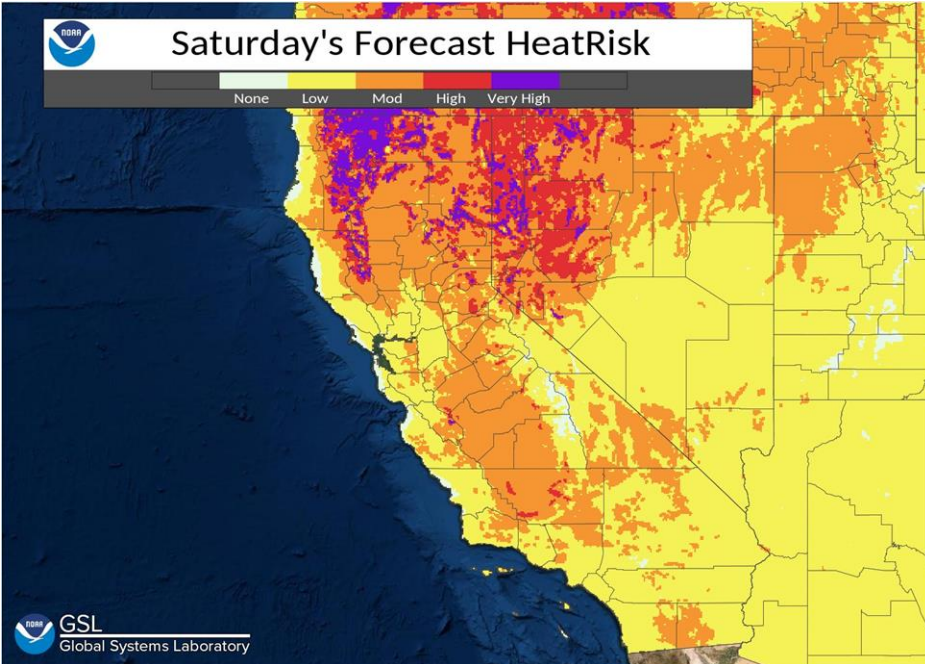 NOAA
Saturday's Forecast HeatRisk
None Low Mod High Very High
NOAA
GSL
Global Systems Laboratory